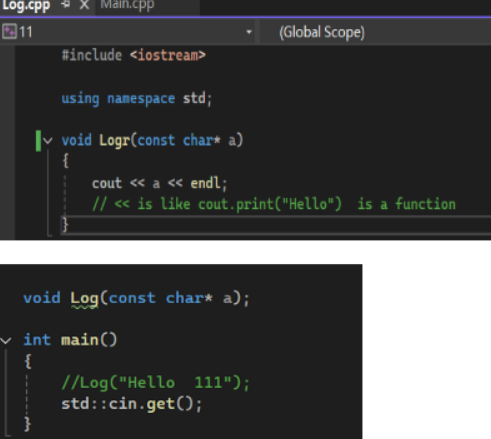 Log.cpp Main.cpp
11 (Global Scope)
#include <iostream>
using namespace std;
void Logr(const char* a)
{
cout << a << endl;
// << is like cout.print("Hello") is a function
}
void Log(const char* a);
int main()
{
//Log("Hello 111");
std::cin.get();
}